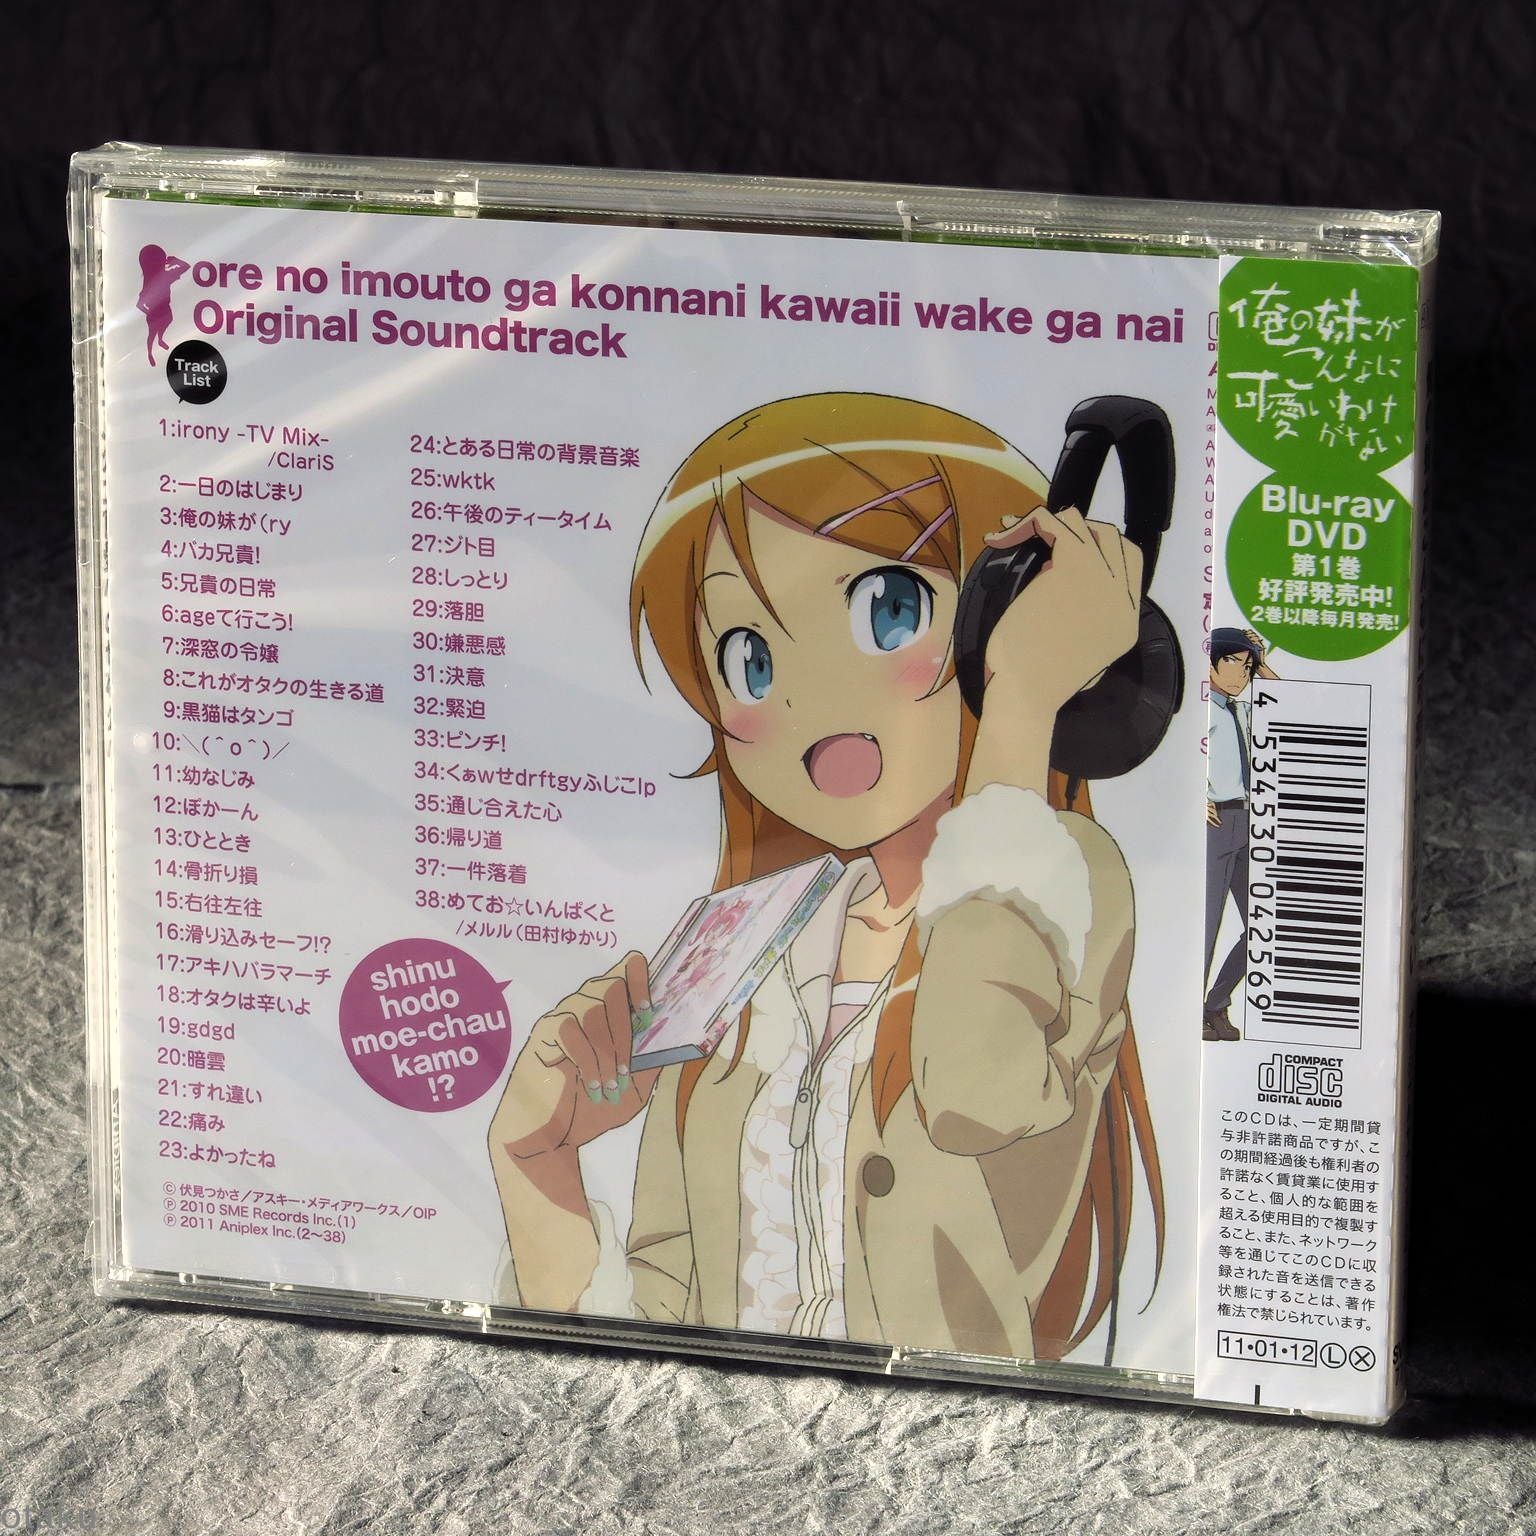 ore no imouto ga konnani kawaii wake ga nai
Original Soundtrack
Track
List
1:irony -TV Mix-
/ClariS
2:一日のはじまり
3:俺の妹が(ry
4:バカ兄貴!
5:兄貴の日常
6:ageて行こう!
7:深窓の令嬢
8:これがオタクの生きる道
9:黒猫はタンゴ
10:＼(＾o＾)／
11:幼なじみ
12:ぽかーん
13:ひととき
14:骨折り損
15:右往左往
16:滑り込みセーフ!?
17:アキハバラマーチ
18:オタクは辛いよ
19:gdgd
20:暗雲
21:すれ違い
22:痛み
23:よかったね
24:とある日常の背景音楽
25:wktk
26:午後のティータイム
27:ジト目
28:しっとり
29:落胆
30:嫌悪感
31:決意
32:緊迫
33:ピンチ!
34:くぁwせdrftgyふじこlp
35:通じ合えた心
36:帰り道
37:一件落着
38:めてお☆いんぱくと
/メルル(田村ゆかり)
shinu
hodo
moe-chau
kamo
!?
Ⓒ 伏見つかさ／アスキー・メディアワークス／OIP
Ⓟ 2010 SME Records Inc.(1)
Ⓟ 2011 Aniplex Inc.(2～38)
俺の妹が
こんなに
可愛いわけ
がない
Blu-ray
DVD
第1巻
好評発売中!
2巻以降毎月発売!
4 534530 042569
COMPACT
disc
DIGITAL AUDIO
このCDは、一定期間貸
与非許諾商品ですが、こ
の期間経過後も権利者の
許諾なく賃貸業に使用す
ること、個人的な範囲を
超える使用目的で複製す
ること、また、ネットワーク
等を通じてこのCDに収
録された音を送信できる
状態にすることは、著作
権法で禁じられています。
11•01•12 Ⓛ Ⓧ